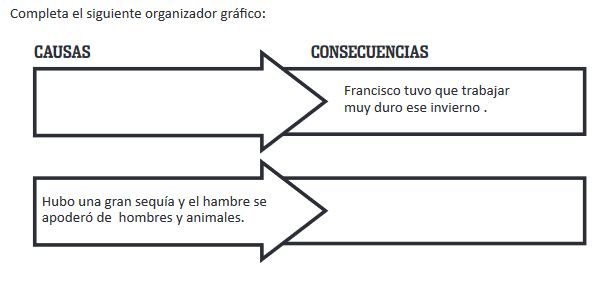 Completa el siguiente organizador gráfico:
CAUSAS
CONSECUENCIAS
Francisco tuvo que trabajar
muy duro ese invierno .
Hubo una gran sequía y el hambre se
apoderó de  hombres y animales.